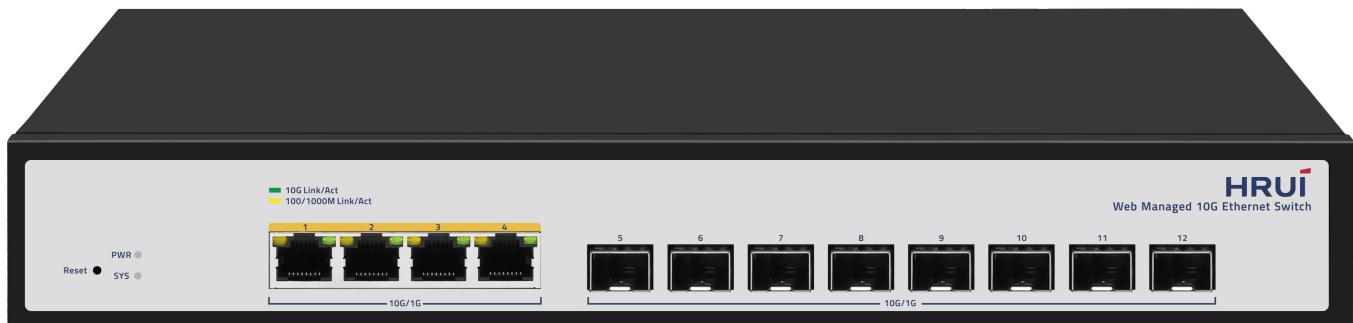 HRUI
Web Managed 10G Ethernet Switch
10G Link/Act
100/1000M Link/Act
1 2 3 4
5 6 7 8 9 10 11 12
PWR
Reset
SYS
10G/1G
10G/1G